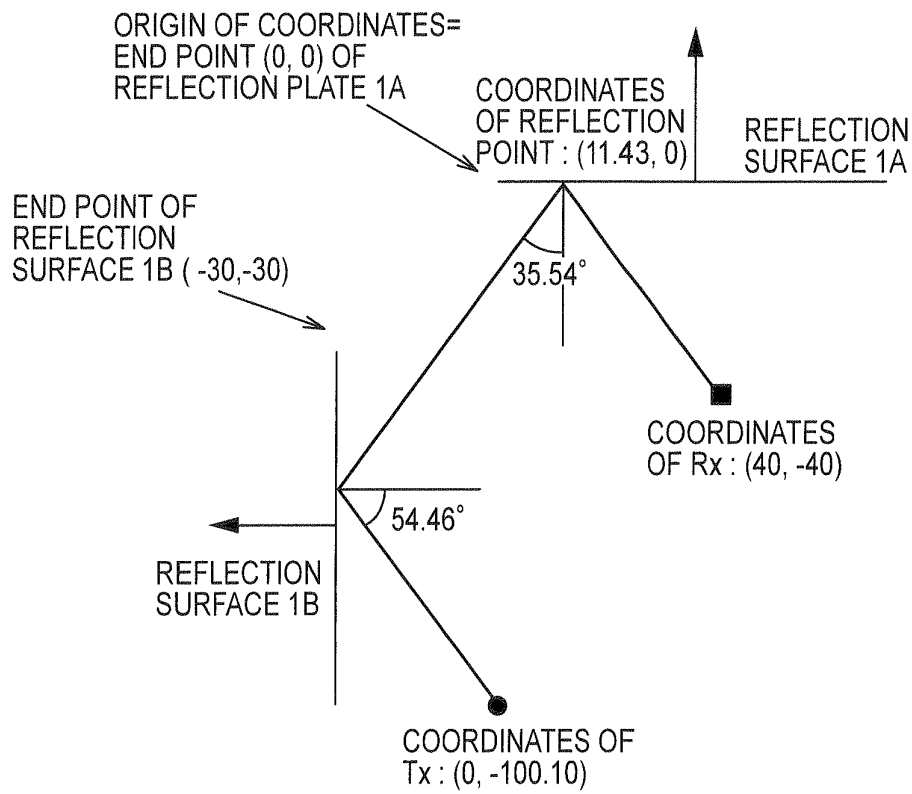 ORIGIN OF COORDINATES=
END POINT (0, 0) OF
REFLECTION PLATE 1A
COORDINATES
OF REFLECTION
POINT : (11.43, 0)
REFLECTION
SURFACE 1A
END POINT OF
REFLECTION
SURFACE 1B ( -30,-30)
35.54°
COORDINATES
OF Rx : (40, -40)
54.46°
REFLECTION
SURFACE 1B
COORDINATES OF
Tx : (0, -100.10)